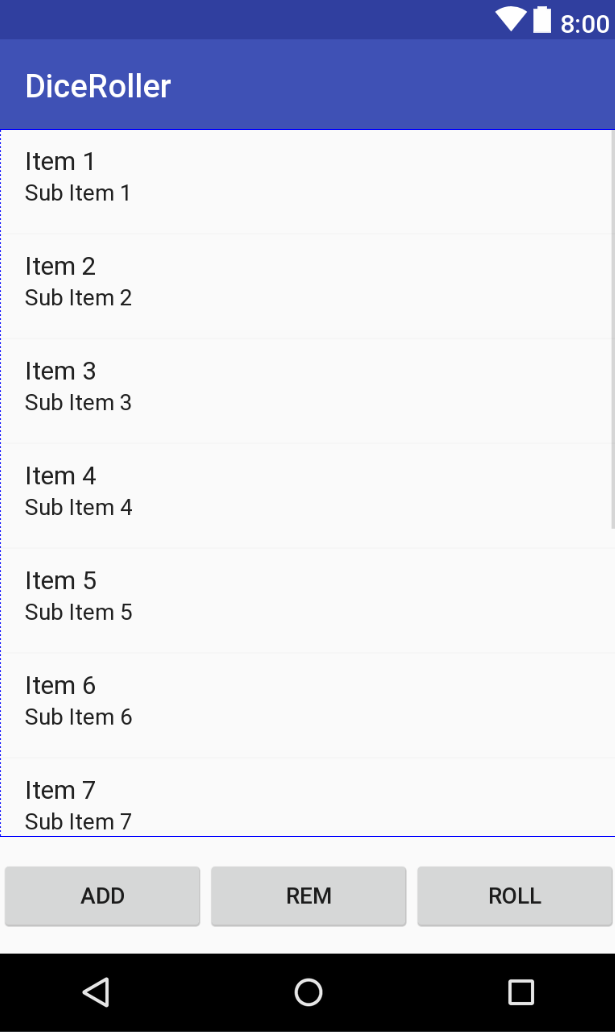 8:00
DiceRoller
Item 1
Sub Item 1
Item 2
Sub Item 2
Item 3
Sub Item 3
Item 4
Sub Item 4
Item 5
Sub Item 5
Item 6
Sub Item 6
Item 7
Sub Item 7
ADD REM ROLL